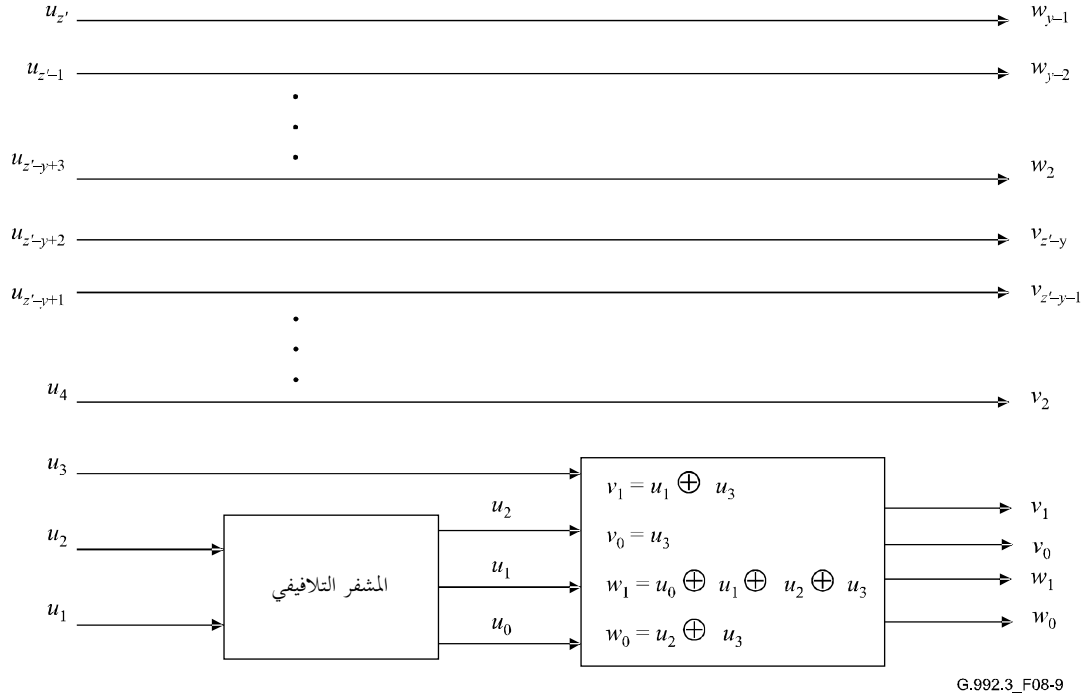 u_{z'} w_{y–1}
u_{z'–1} w_{y–2}
u_{z'–y+3} w_2
u_{z'–y+2} v_{z'–y}
u_{z'–y+1} v_{z'–y–1}
u_4 v_2
u_3
v_1 = u_1 ⊕ u_3
u_2 v_1
u_2 v_0 = u_3 v_0
المشفر التلافيفي
u_1 w_1 = u_0 ⊕ u_1 ⊕ u_2 ⊕ u_3 w_1
u_1 u_0 w_0 = u_2 ⊕ u_3 w_0
G.992.3_F08-9